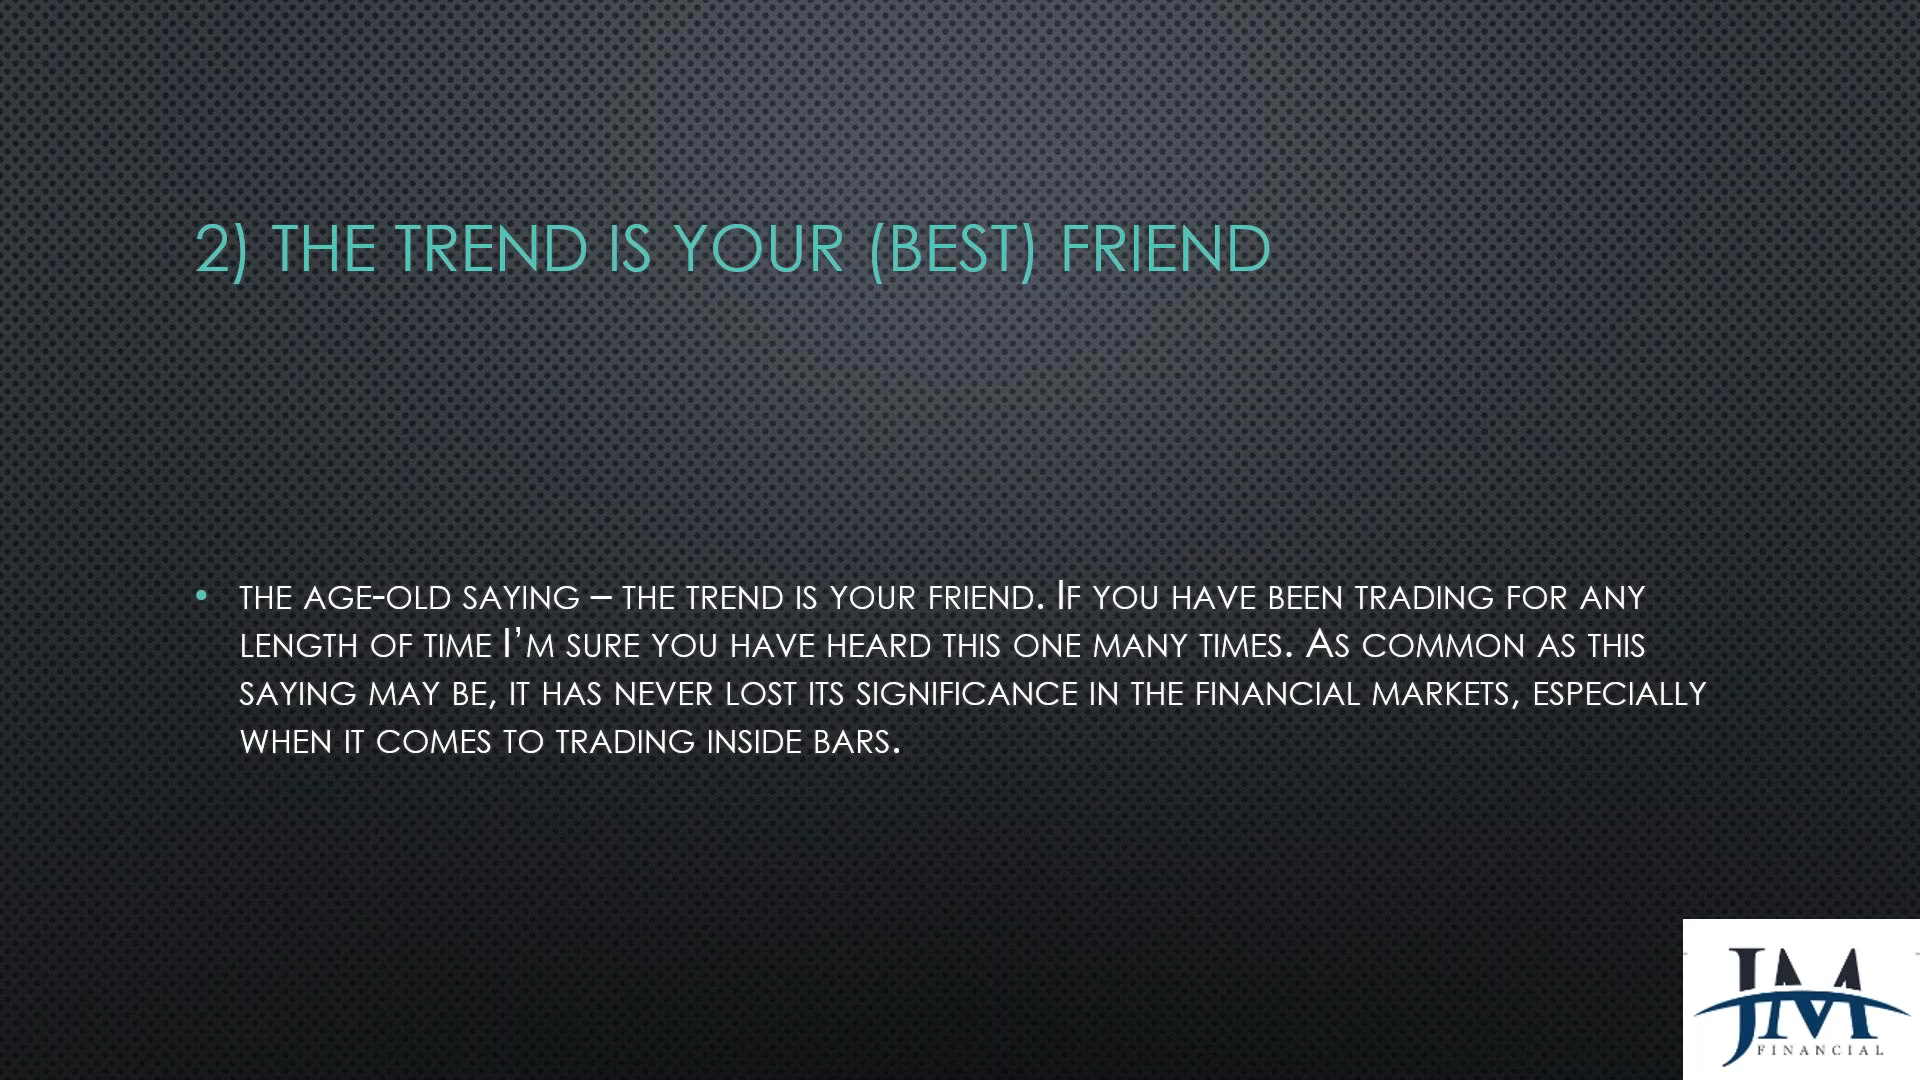 2) THE TREND IS YOUR (BEST) FRIEND
• THE AGE-OLD SAYING – THE TREND IS YOUR FRIEND. IF YOU HAVE BEEN TRADING FOR ANY
LENGTH OF TIME I'M SURE YOU HAVE HEARD THIS ONE MANY TIMES. AS COMMON AS THIS
SAYING MAY BE, IT HAS NEVER LOST ITS SIGNIFICANCE IN THE FINANCIAL MARKETS, ESPECIALLY
WHEN IT COMES TO TRADING INSIDE BARS.
JM
FINANCIAL